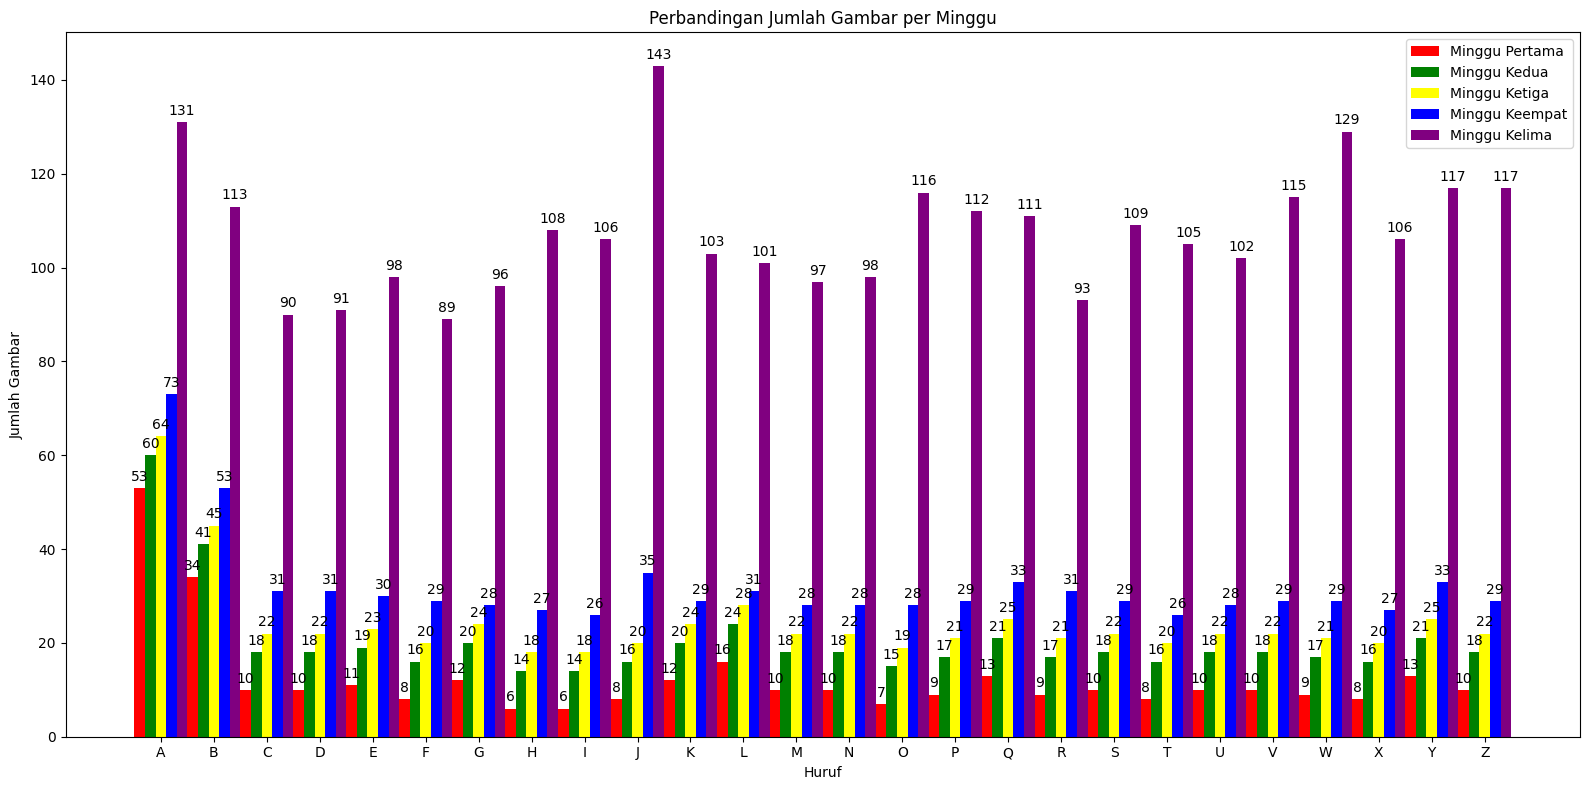 Perbandingan Jumlah Gambar per Minggu
Minggu Pertama
Minggu Kedua
Minggu Ketiga
Minggu Keempat
Minggu Kelima
Jumlah Gambar
140
120
100
80
60
40
20
0
53 60 64 73 131
34 41 45 53 113
10 18 22 31 90
10 18 22 31 91
11 19 23 30 98
8 16 20 29 89
12 20 24 28 96
6 14 18 27 108
6 14 18 26 106
8 16 20 35 143
12 20 24 29 103
16 24 28 31 101
10 18 22 28 97
10 18 22 28 98
7 15 19 28 116
9 17 21 29 112
13 21 25 33 111
9 17 21 31 93
10 18 22 29 109
8 16 20 26 105
10 18 22 28 102
10 18 22 29 115
9 17 21 29 129
8 16 20 27 106
13 21 25 33 117
10 18 22 29 117
A B C D E F G H I J K L M N O P Q R S T U V W X Y Z
Huruf